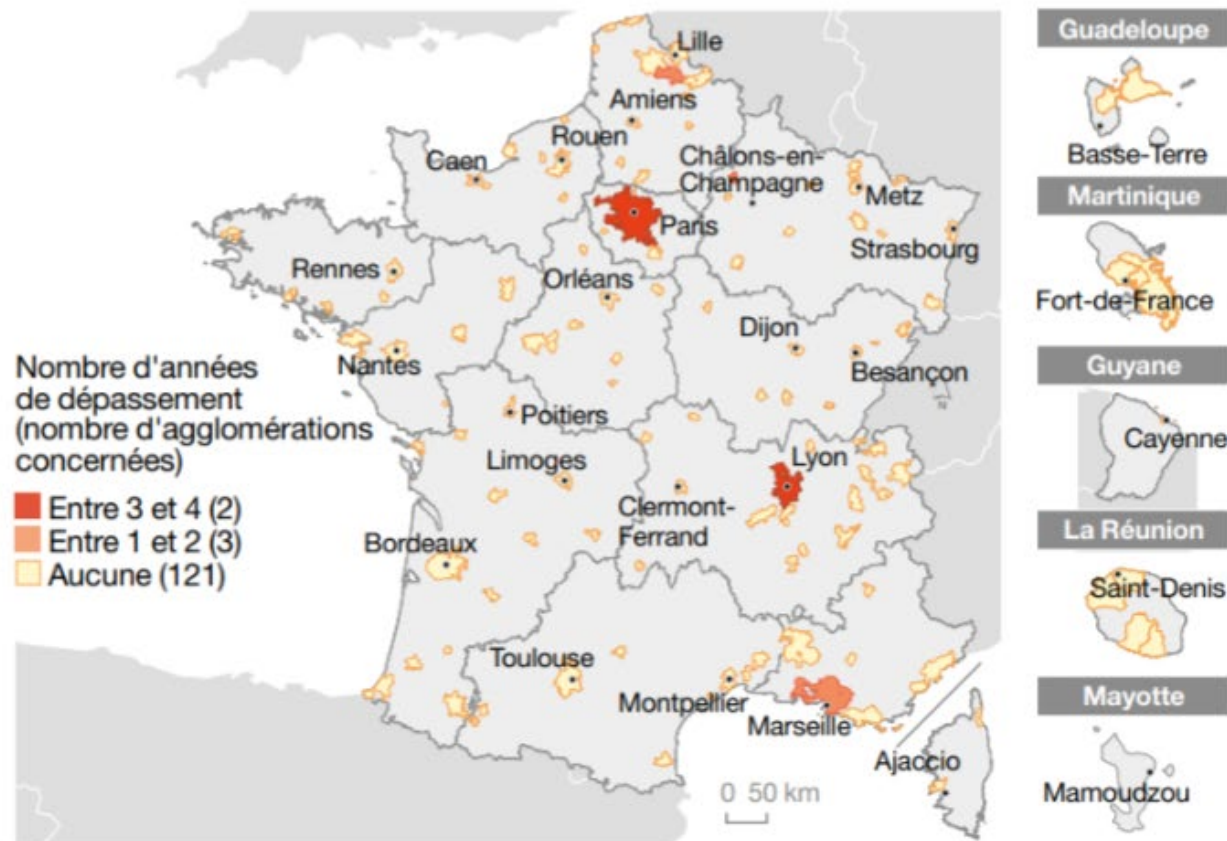 Lille
Amiens
Rouen
Caen
Châlons-en-
Champagne
Metz
Paris
Strasbourg
Rennes
Orléans
Dijon
Nantes
Besançon
Poitiers
Limoges
Lyon
Clermont-
Ferrand
Bordeaux
Toulouse
Montpellier
Marseille
Ajaccio
0 50 km
Nombre d'années
de dépassement
(nombre d'agglomérations
concernées)
Entre 3 et 4 (2)
Entre 1 et 2 (3)
Aucune (121)
Guadeloupe
Basse-Terre
Martinique
Fort-de-France
Guyane
Cayenne
La Réunion
Saint-Denis
Mayotte
Mamoudzou